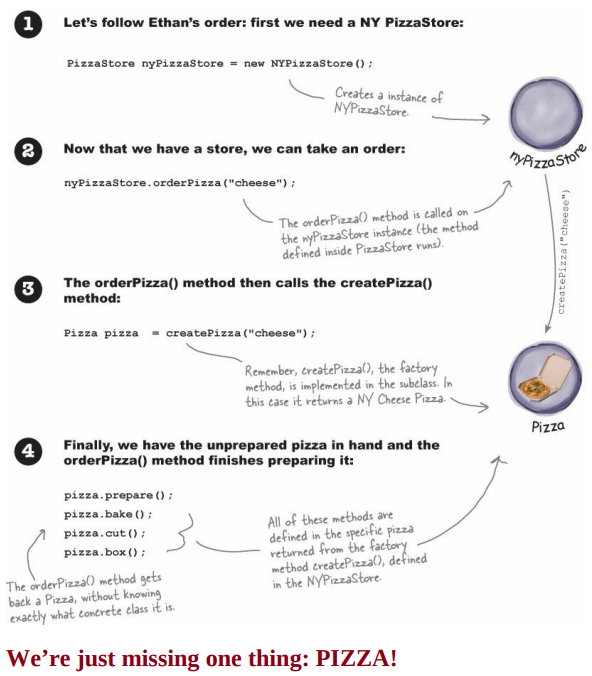 1
Let's follow Ethan's order: first we need a NY PizzaStore:
PizzaStore nyPizzaStore = new NYPizzaStore();
Creates a instance of
NYPizzaStore.
nyPizzaStore
2
Now that we have a store, we can take an order:
nyPizzaStore.orderPizza("cheese");
The orderPizza() method is called on
the nyPizzaStore instance (the method
defined inside PizzaStore runs).
createPizza("cheese")
3
The orderPizza() method then calls the createPizza()
method:
Pizza pizza = createPizza("cheese");
Remember, createPizza(), the factory
method, is implemented in the subclass. In
this case it returns a NY Cheese Pizza.
Pizza
4
Finally, we have the unprepared pizza in hand and the
orderPizza() method finishes preparing it:
pizza.prepare();
pizza.bake();
pizza.cut();
pizza.box();
All of these methods are
defined in the specific pizza
returned from the factory
method createPizza(), defined
in the NYPizzaStore.
The orderPizza() method gets
back a Pizza, without knowing
exactly what concrete class it is.
We're just missing one thing: PIZZA!